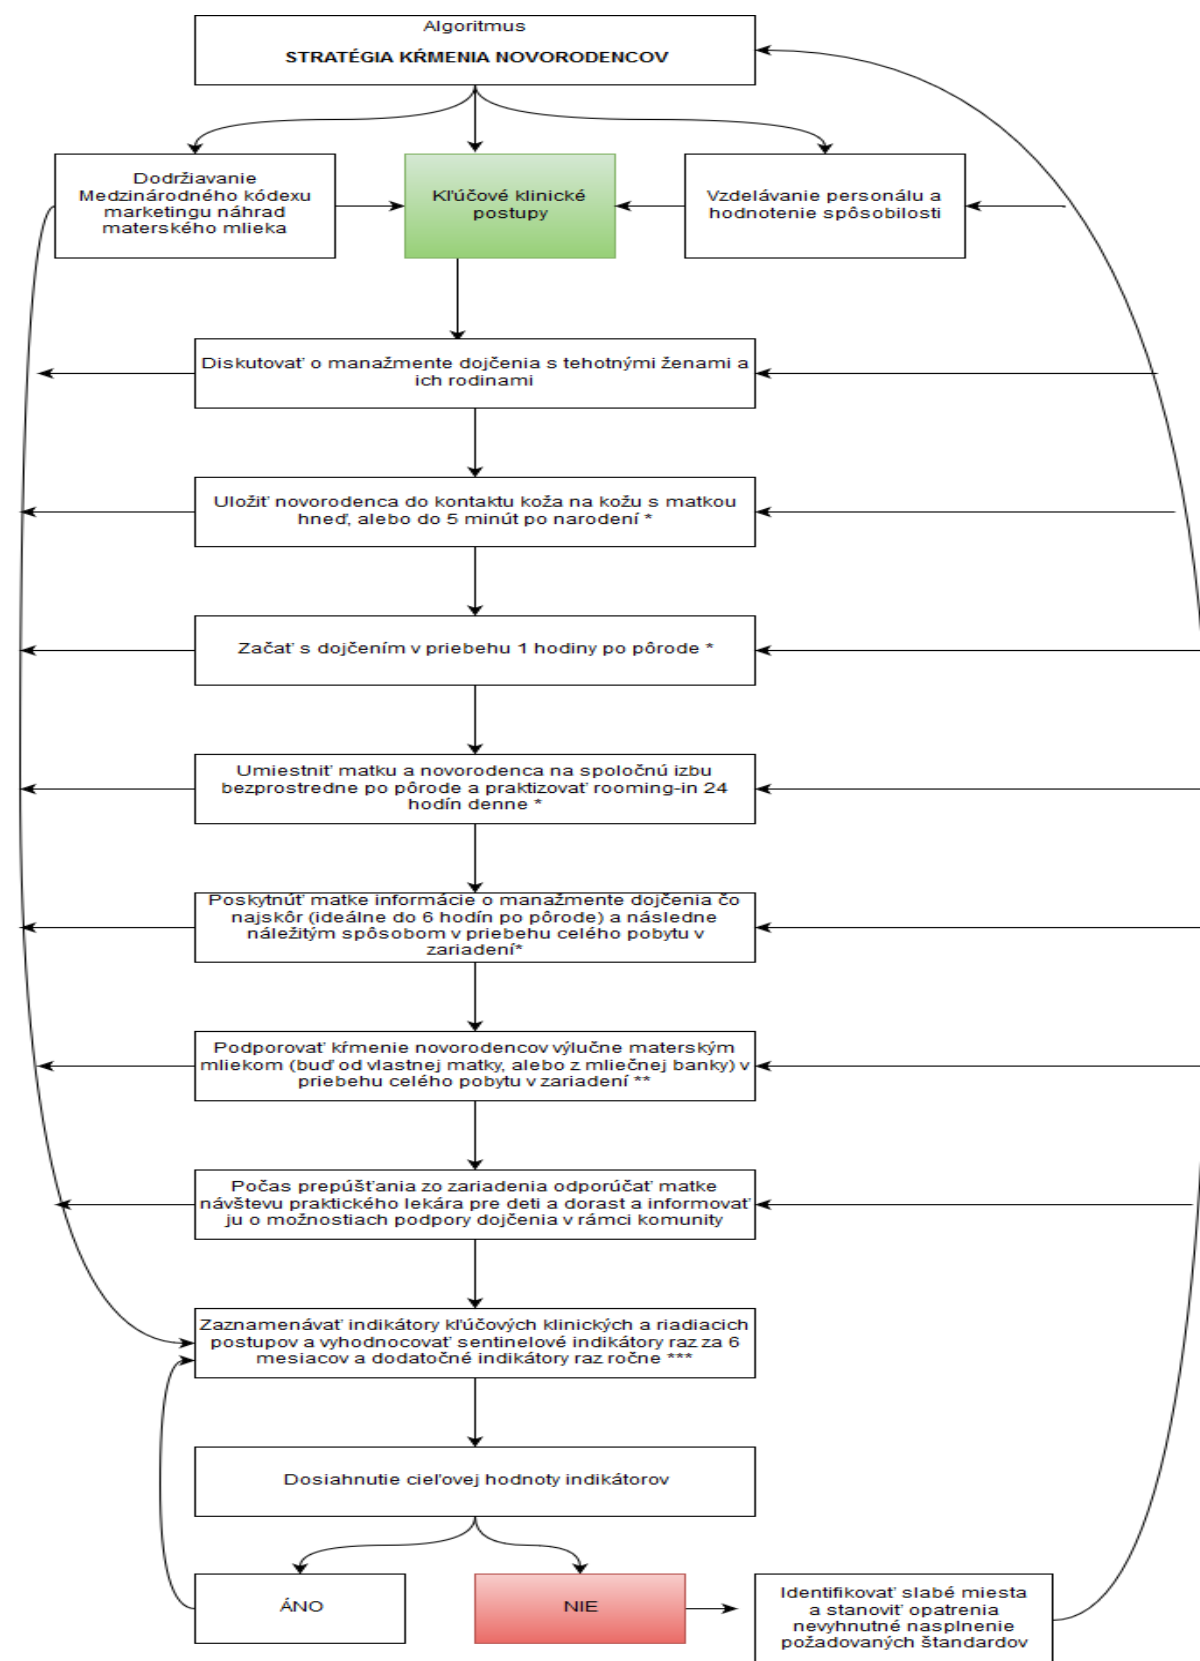 Algoritmus
STRATÉGIA KŔMENIA NOVORODENCOV
Dodržiavanie
Medzinárodného kódexu
marketingu náhrad
materského mlieka
Kľúčové klinické
postupy
Vzdelávanie personálu a
hodnotenie spôsobilosti
Diskutovať o manažmente dojčenia s tehotnými ženami a
ich rodinami
Uložiť novorodenca do kontaktu koža na kožu s matkou
hneď, alebo do 5 minút po narodení *
Začať s dojčením v priebehu 1 hodiny po pôrode *
Umiestniť matku a novorodenca na spoločnú izbu
bezprostredne po pôrode a praktizovať rooming-in 24
hodín denne *
Poskytnúť matke informácie o manažmente dojčenia čo
najskôr (ideálne do 6 hodín po pôrode) a následne
náležitým spôsobom v priebehu celého pobytu v
zariadení*
Podporovať kŕmenie novorodencov výlučne materským
mliekom (buď od vlastnej matky, alebo z mliečnej banky) v
priebehu celého pobytu v zariadení **
Počas prepúšťania zo zariadenia odporúčať matke
návštevu praktického lekára pre deti a dorast a informovať
ju o možnostiach podpory dojčenia v rámci komunity
Zaznamenávať indikátory kľúčových klinických a riadiacich
postupov a vyhodnocovať sentinelové indikátory raz za 6
mesiacov a dodatočné indikátory raz ročne ***
Dosiahnutie cieľovej hodnoty indikátorov
ÁNO
NIE
Identifikovať slabé miesta
a stanoviť opatrenia
nevyhnutné nasplnenie
požadovaných štandardov